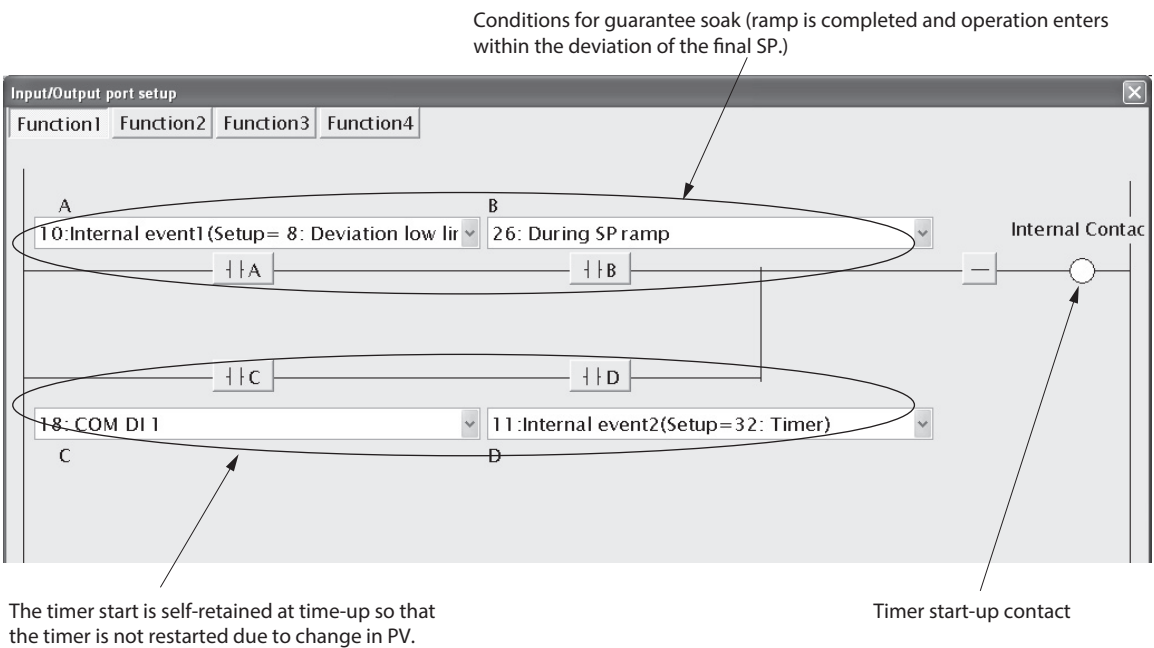 Conditions for guarantee soak (ramp is completed and operation enters
within the deviation of the final SP.)
Input/Output port setup
Function1 Function2 Function3 Function4
A B
10:Internal event1(Setup= 8: Deviation low lir 26: During SP ramp Internal Contac
A B
C D
18: COM DI 1 11:Internal event2(Setup=32: Timer)
C D
The timer start is self-retained at time-up so that
the timer is not restarted due to change in PV.
Timer start-up contact